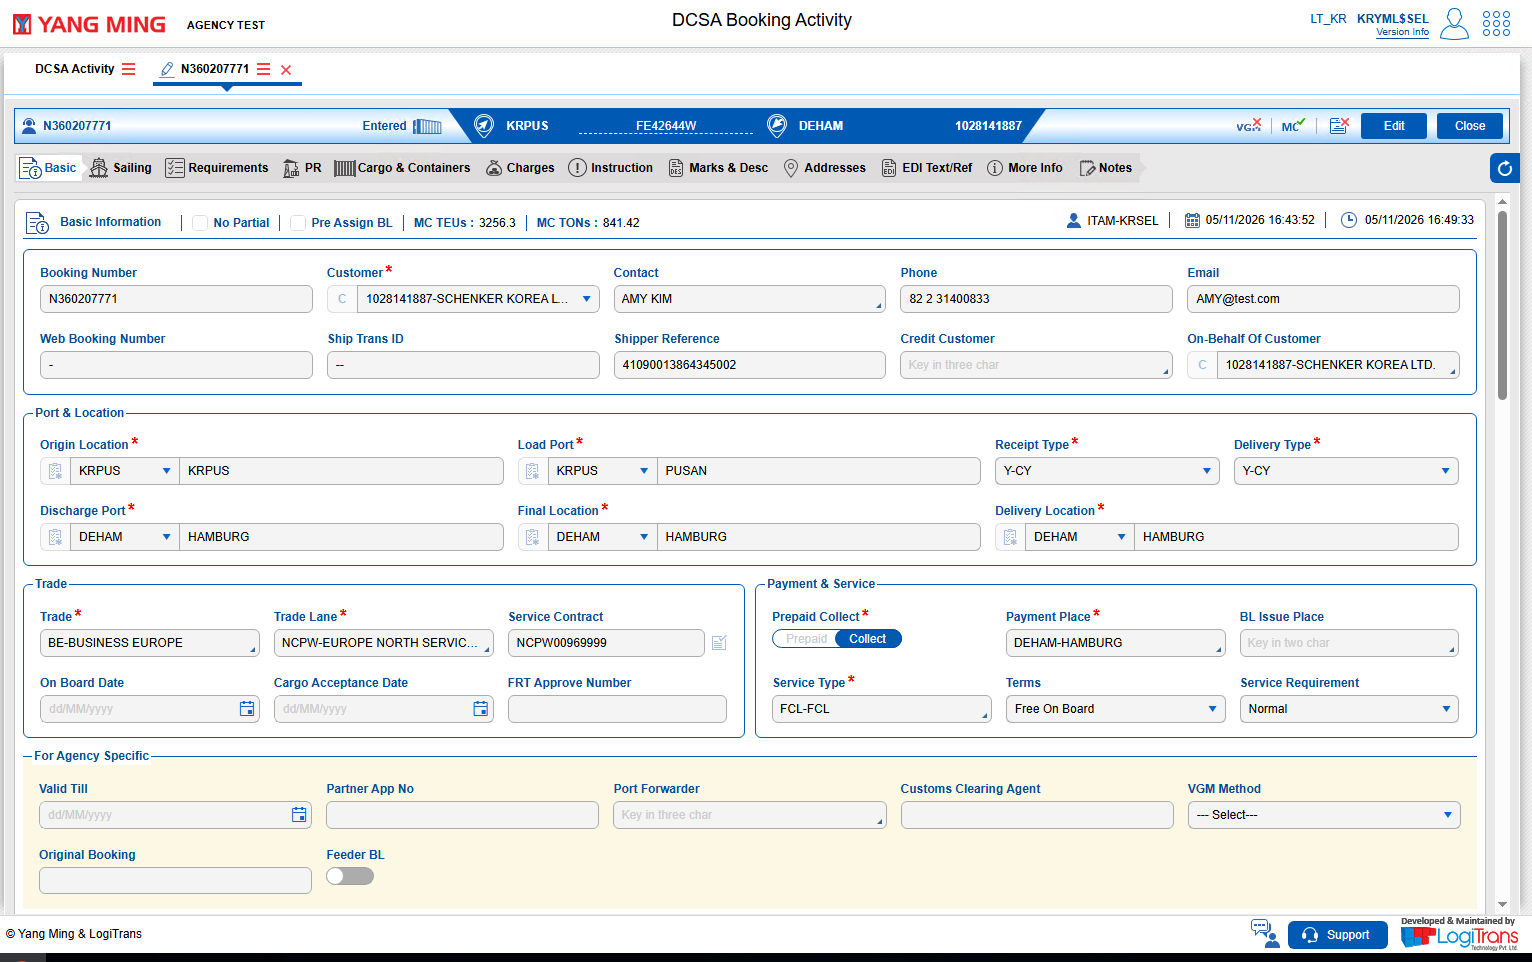 YANG MING
AGENCY TEST
DCSA Booking Activity
LT_KR KRYML$SEL
Version Info
DCSA Activity
N360207771
N360207771
Entered
KRPUS
FE42644W
DEHAM
1028141887
VGM
MC
Edit
Close
Basic
Sailing
Requirements
PR
Cargo & Containers
Charges
Instruction
Marks & Desc
Addresses
EDI Text/Ref
More Info
Notes
Basic Information
No Partial
Pre Assign BL
MC TEUs : 3256.3
MC TONs : 841.42
ITAM-KRSEL
05/11/2026 16:43:52
05/11/2026 16:49:33
Booking Number
Customer*
Contact
Phone
Email
N360207771
C 1028141887-SCHENKER KOREA L...
AMY KIM
82 2 31400833
AMY@test.com
Web Booking Number
Ship Trans ID
Shipper Reference
Credit Customer
On-Behalf Of Customer
-
--
41090013864345002
Key in three char
C 1028141887-SCHENKER KOREA LTD.
Port & Location
Origin Location *
Load Port *
Receipt Type *
Delivery Type *
KRPUS KRPUS
KRPUS PUSAN
Y-CY
Y-CY
Discharge Port *
Final Location *
Delivery Location *
DEHAM HAMBURG
DEHAM HAMBURG
DEHAM HAMBURG
Trade
Trade *
Trade Lane *
Service Contract
BE-BUSINESS EUROPE
NCPW-EUROPE NORTH SERVIC...
NCPW00969999
On Board Date
Cargo Acceptance Date
FRT Approve Number
dd/MM/yyyy
dd/MM/yyyy
Payment & Service
Prepaid Collect *
Payment Place *
BL Issue Place
Prepaid Collect
DEHAM-HAMBURG
Key in two char
Service Type *
Terms
Service Requirement
FCL-FCL
Free On Board
Normal
For Agency Specific
Valid Till
Partner App No
Port Forwarder
Customs Clearing Agent
VGM Method
dd/MM/yyyy
Key in three char
--- Select---
Original Booking
Feeder BL
© Yang Ming & LogiTrans
Support
Developed & Maintained by
LogiTrans
Technology Pvt. Ltd.